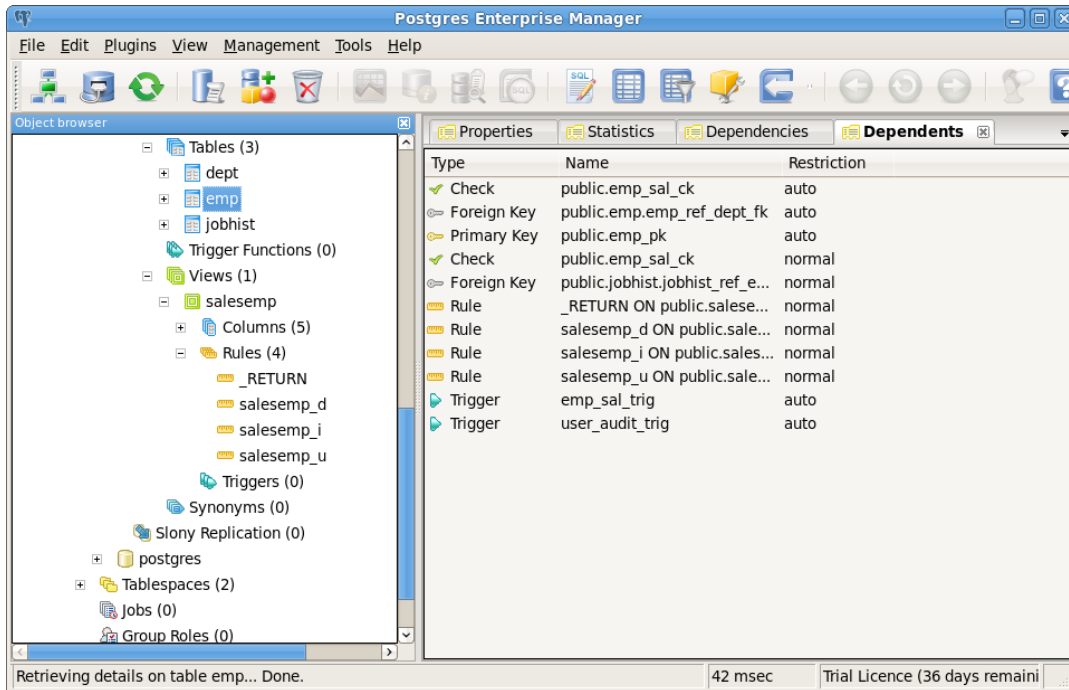 Postgres Enterprise Manager
File Edit Plugins View Management Tools Help
SQL
SQL
Object browser
Tables (3)
dept
emp
jobhist
Trigger Functions (0)
Views (1)
salesemp
Columns (5)
Rules (4)
_RETURN
salesemp_d
salesemp_i
salesemp_u
Triggers (0)
Synonyms (0)
Slony Replication (0)
postgres
Tablespaces (2)
Jobs (0)
Group Roles (0)
Properties Statistics Dependencies Dependents
Type Name Restriction
Check public.emp_sal_ck auto
Foreign Key public.emp.emp_ref_dept_fk auto
Primary Key public.emp_pk auto
Check public.emp_sal_ck normal
Foreign Key public.jobhist.jobhist_ref_e... normal
Rule _RETURN ON public.salese... normal
Rule salesemp_d ON public.sale... normal
Rule salesemp_i ON public.sales... normal
Rule salesemp_u ON public.sale... normal
Trigger emp_sal_trig auto
Trigger user_audit_trig auto
Retrieving details on table emp... Done. 42 msec Trial Licence (36 days remaini